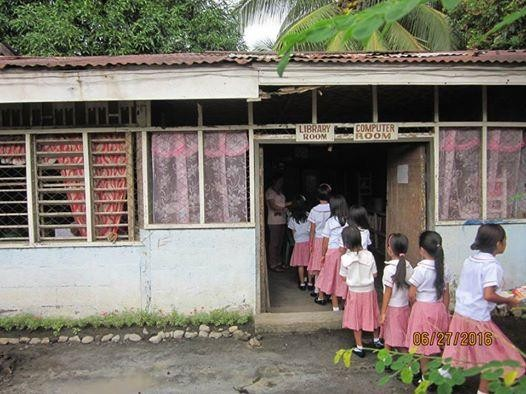 LIBRARY
ROOM
COMPUTER
ROOM
06/27/2016